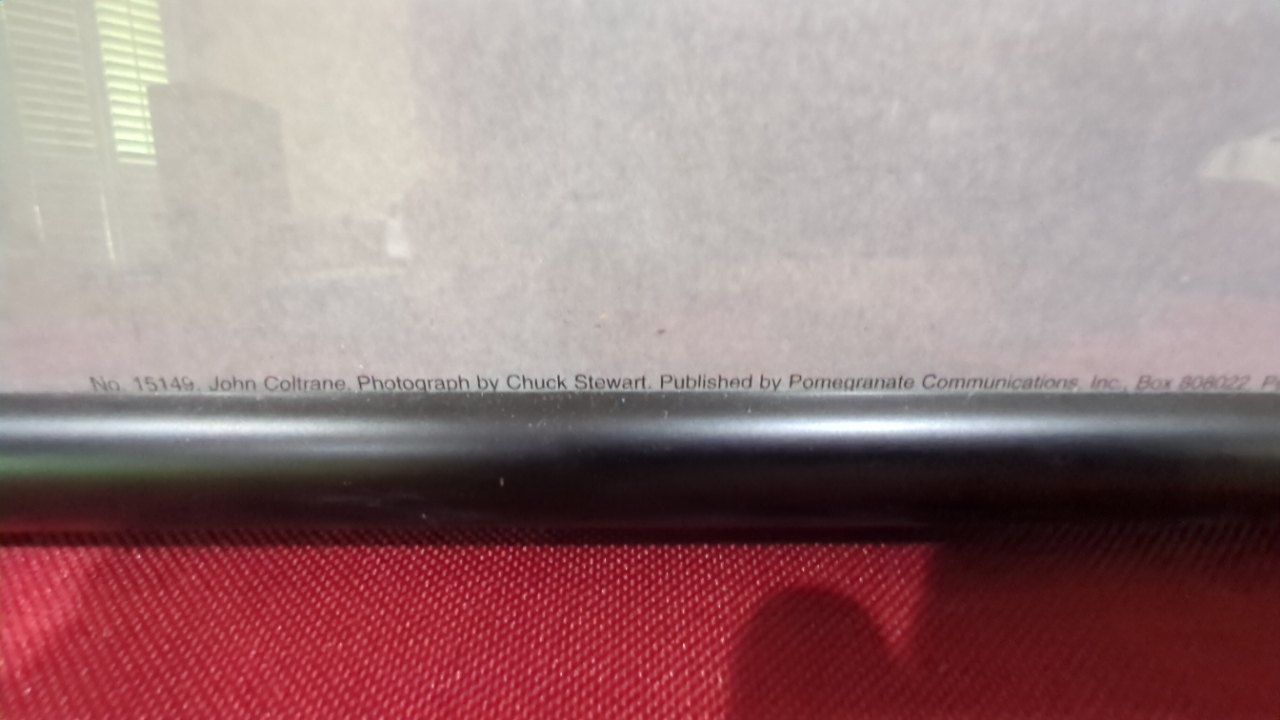 No. 15149. John Coltrane. Photograph by Chuck Stewart. Published by Pomegranate Communications, Inc., Box 808022